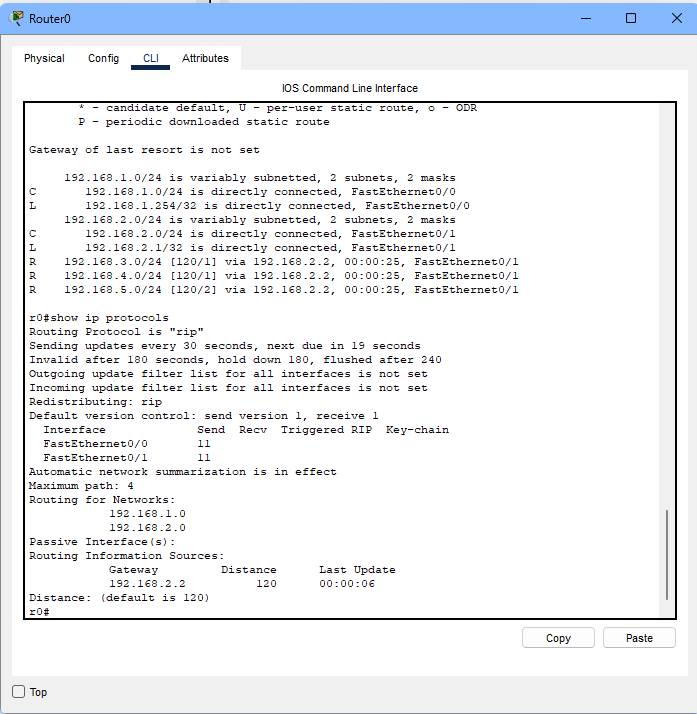 Router0
Physical Config CLI Attributes
IOS Command Line Interface
* - candidate default, U - per-user static route, o - ODR
P - periodic downloaded static route
Gateway of last resort is not set
192.168.1.0/24 is variably subnetted, 2 subnets, 2 masks
C 192.168.1.0/24 is directly connected, FastEthernet0/0
L 192.168.1.254/32 is directly connected, FastEthernet0/0
192.168.2.0/24 is variably subnetted, 2 subnets, 2 masks
C 192.168.2.0/24 is directly connected, FastEthernet0/1
L 192.168.2.1/32 is directly connected, FastEthernet0/1
R 192.168.3.0/24 [120/1] via 192.168.2.2, 00:00:25, FastEthernet0/1
R 192.168.4.0/24 [120/1] via 192.168.2.2, 00:00:25, FastEthernet0/1
R 192.168.5.0/24 [120/2] via 192.168.2.2, 00:00:25, FastEthernet0/1
r0#show ip protocols
Routing Protocol is "rip"
Sending updates every 30 seconds, next due in 19 seconds
Invalid after 180 seconds, hold down 180, flushed after 240
Outgoing update filter list for all interfaces is not set
Incoming update filter list for all interfaces is not set
Redistributing: rip
Default version control: send version 1, receive 1
Interface Send Recv Triggered RIP Key-chain
FastEthernet0/0 11
FastEthernet0/1 11
Automatic network summarization is in effect
Maximum path: 4
Routing for Networks:
192.168.1.0
192.168.2.0
Passive Interface(s):
Routing Information Sources:
Gateway Distance Last Update
192.168.2.2 120 00:00:06
Distance: (default is 120)
r0#
Copy Paste
Top